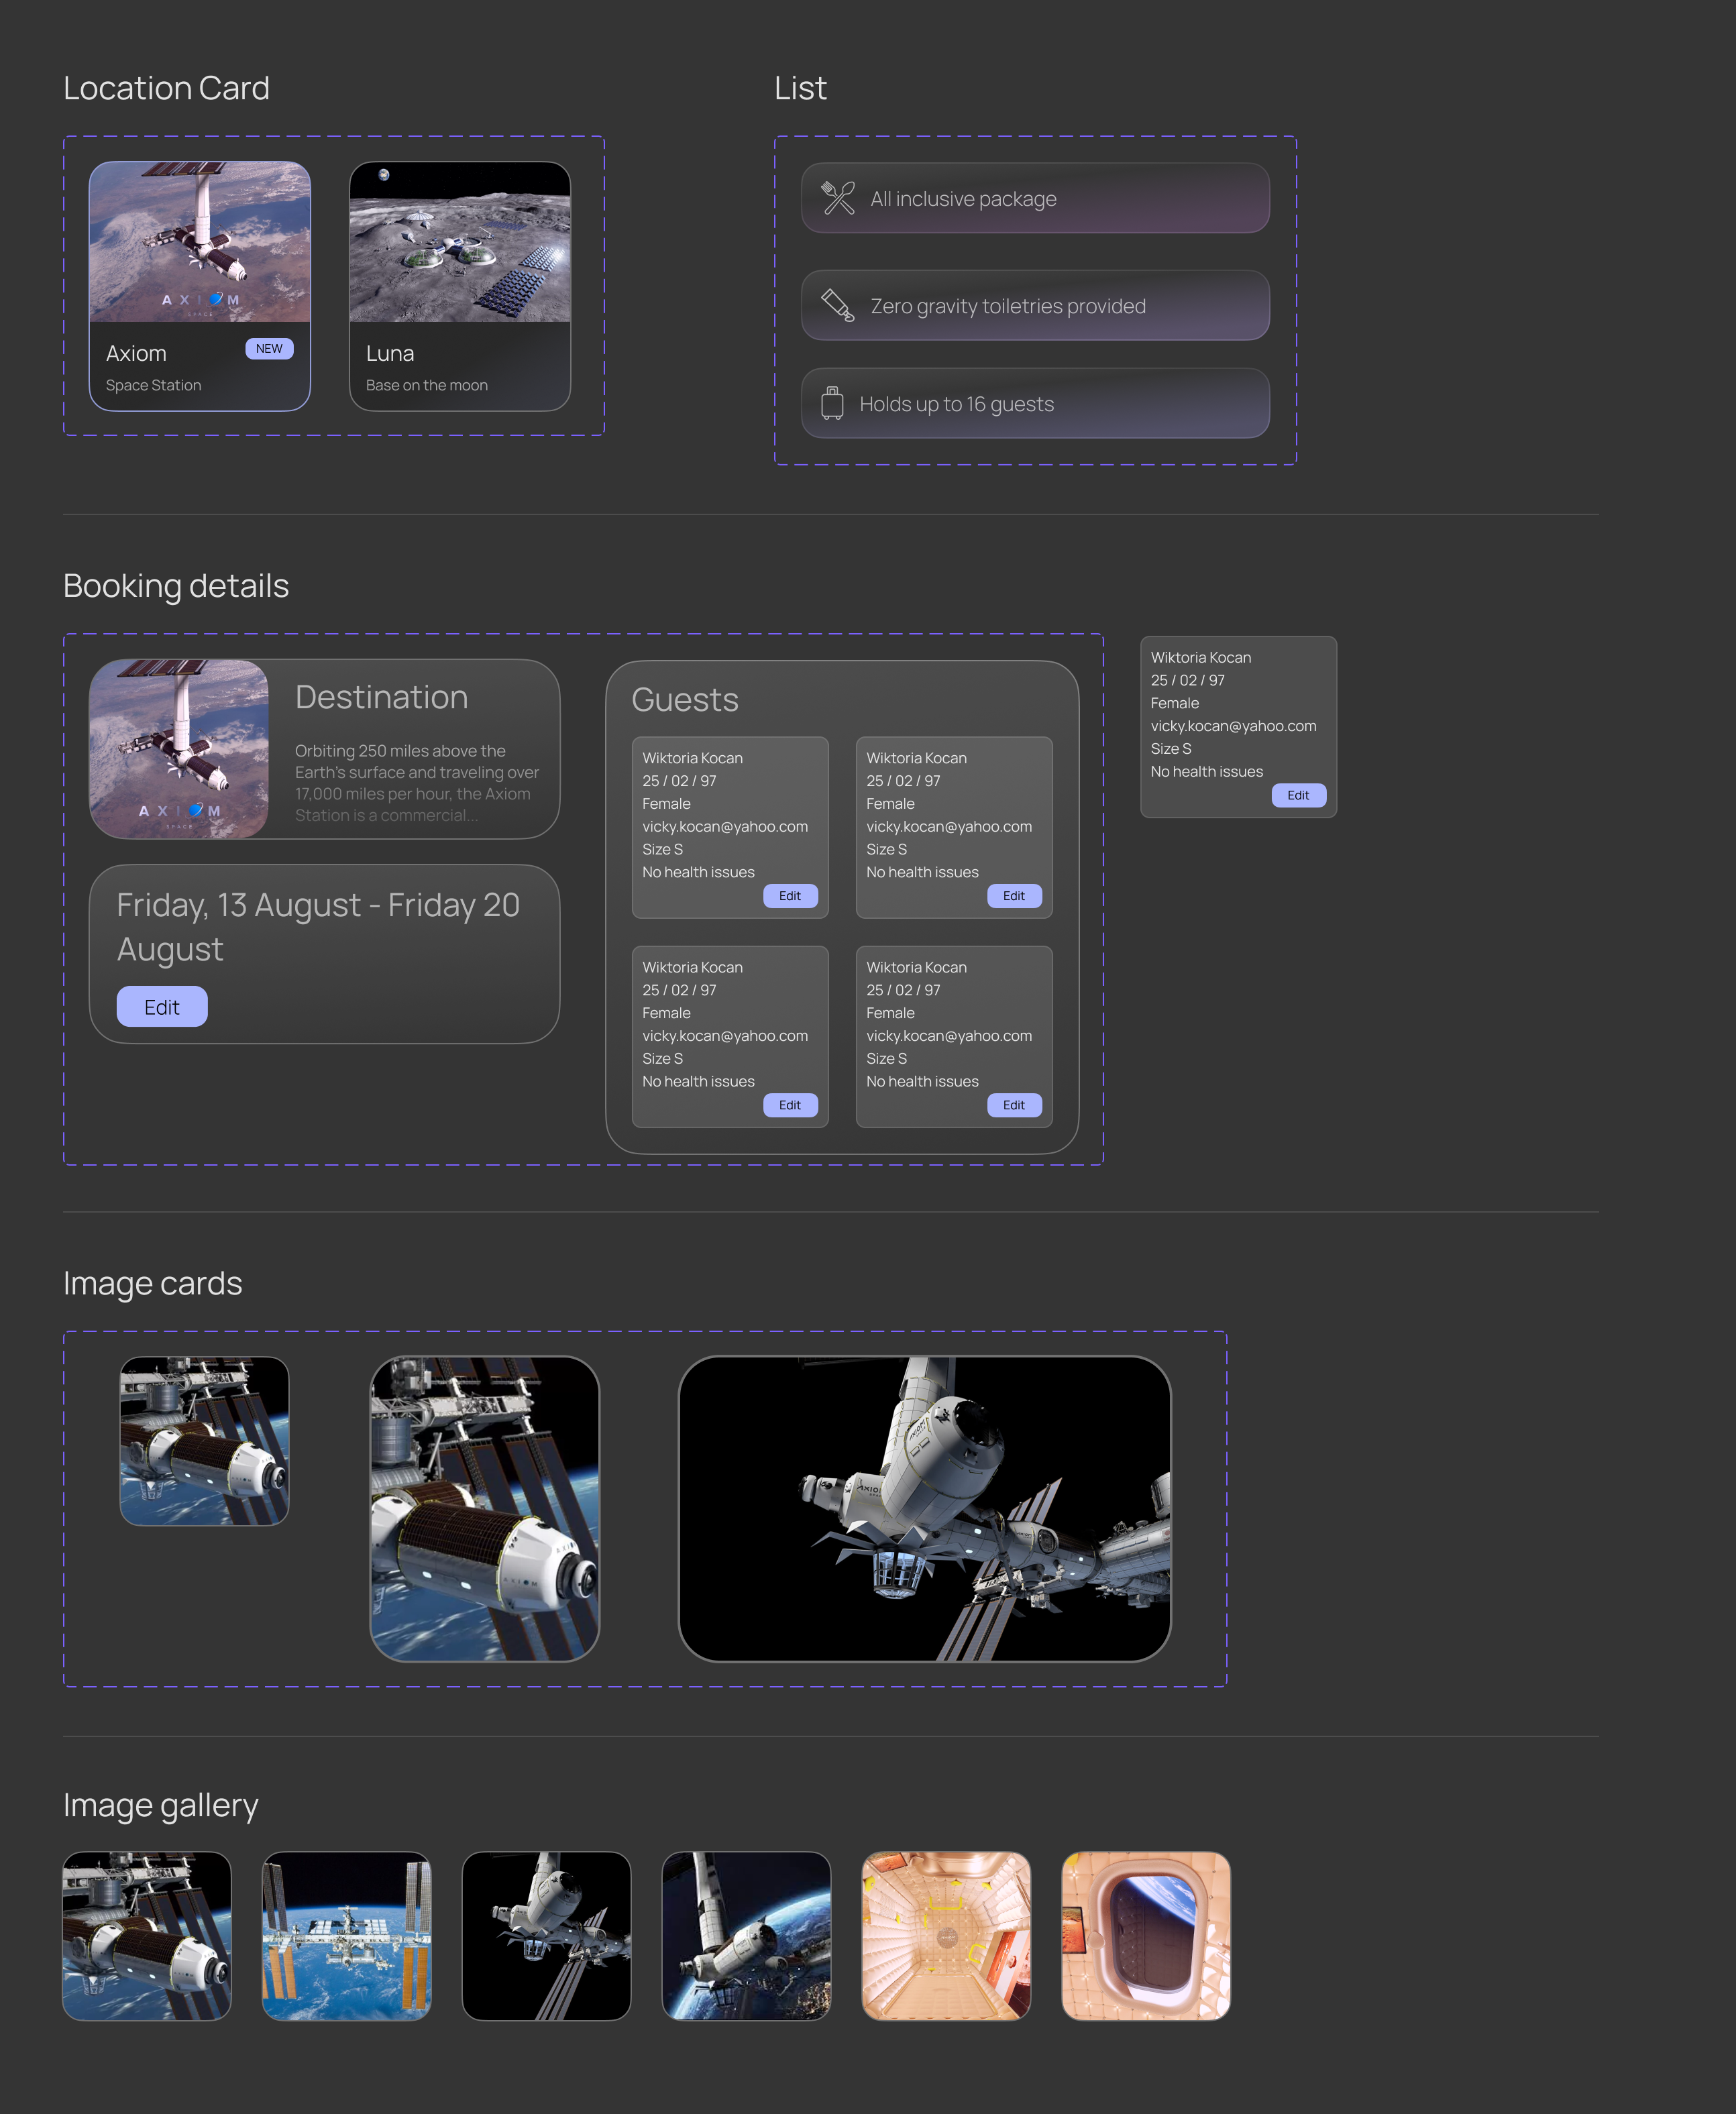 Location Card
List
AXIOM
SPACE
Axiom
NEW
Space Station
Luna
Base on the moon
All inclusive package
Zero gravity toiletries provided
Holds up to 16 guests
Booking details
AXIOM
SPACE
Destination
Orbiting 250 miles above the
Earth's surface and traveling over
17,000 miles per hour, the Axiom
Station is a commercial...
Friday, 13 August - Friday 20
August
Edit
Guests
Wiktoria Kocan
25 / 02 / 97
Female
vicky.kocan@yahoo.com
Size S
No health issues
Edit
Wiktoria Kocan
25 / 02 / 97
Female
vicky.kocan@yahoo.com
Size S
No health issues
Edit
Wiktoria Kocan
25 / 02 / 97
Female
vicky.kocan@yahoo.com
Size S
No health issues
Edit
Wiktoria Kocan
25 / 02 / 97
Female
vicky.kocan@yahoo.com
Size S
No health issues
Edit
Wiktoria Kocan
25 / 02 / 97
Female
vicky.kocan@yahoo.com
Size S
No health issues
Edit
Image cards
AXIOM
AXIOM
Image gallery